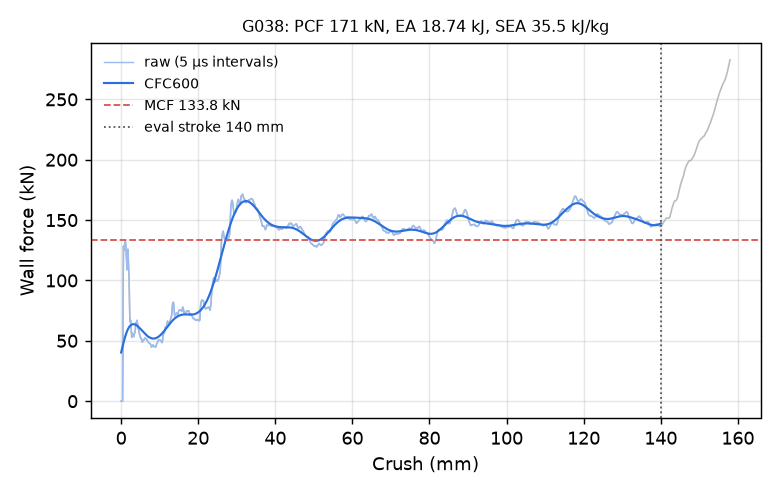 G038: PCF 171 kN, EA 18.74 kJ, SEA 35.5 kJ/kg
raw (5 µs intervals)
CFC600
MCF 133.8 kN
eval stroke 140 mm
Wall force (kN)
250
200
150
100
50
0
0 20 40 60 80 100 120 140 160
Crush (mm)